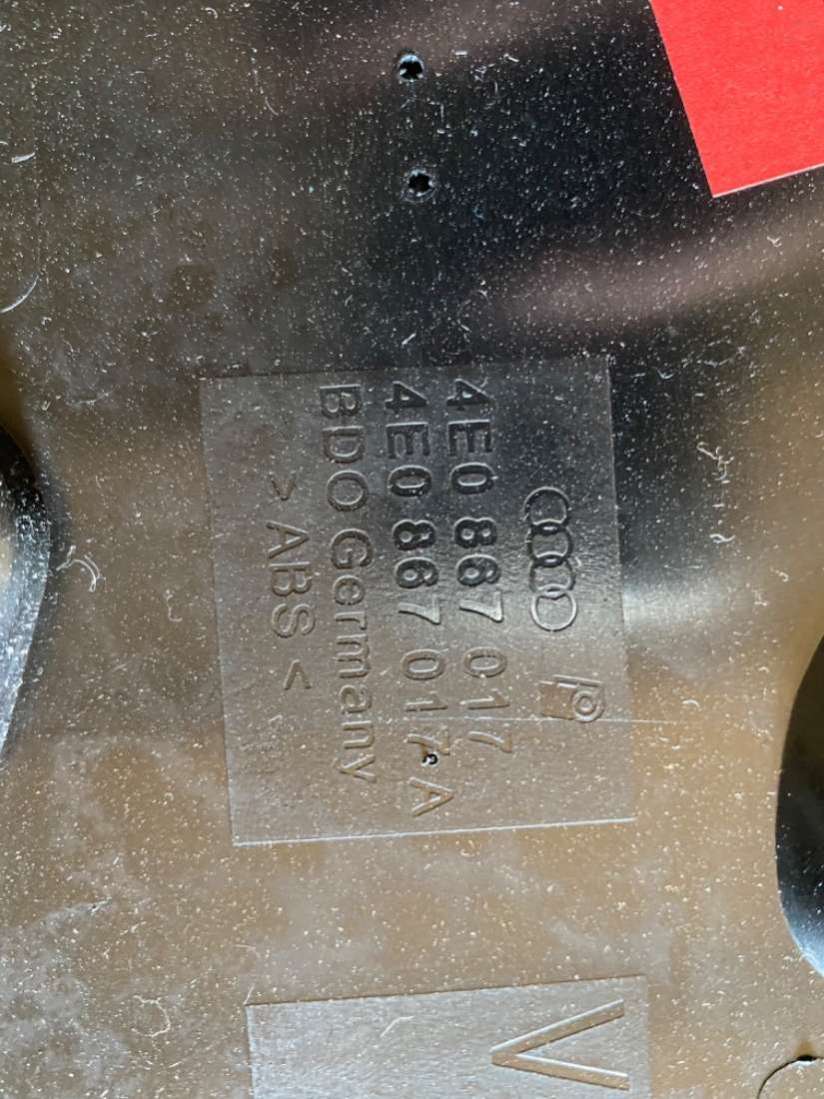 4E0 867 017
4E0 867 017 A
BDO Germany
>ABS<
V